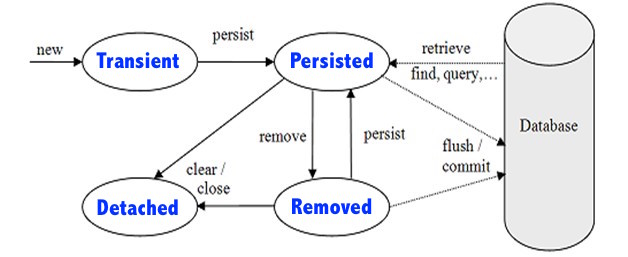 new
Transient
persist
Persisted
retrieve
find, query,...
Database
remove
persist
flush /
commit
clear /
close
Detached
Removed